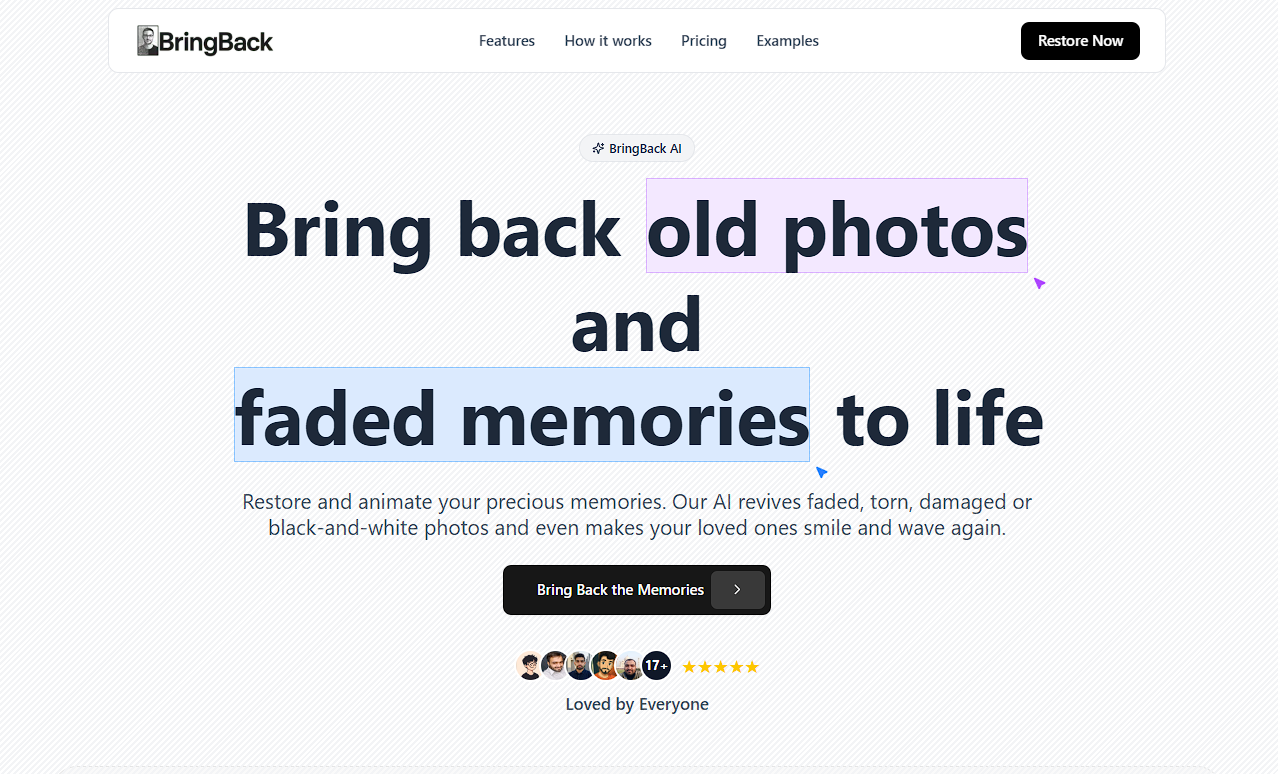 BringBack
Features
How it works
Pricing
Examples
Restore Now
BringBack AI
Bring back old photos
and
faded memories to life
Restore and animate your precious memories. Our AI revives faded, torn, damaged or
black-and-white photos and even makes your loved ones smile and wave again.
Bring Back the Memories
17+
Loved by Everyone